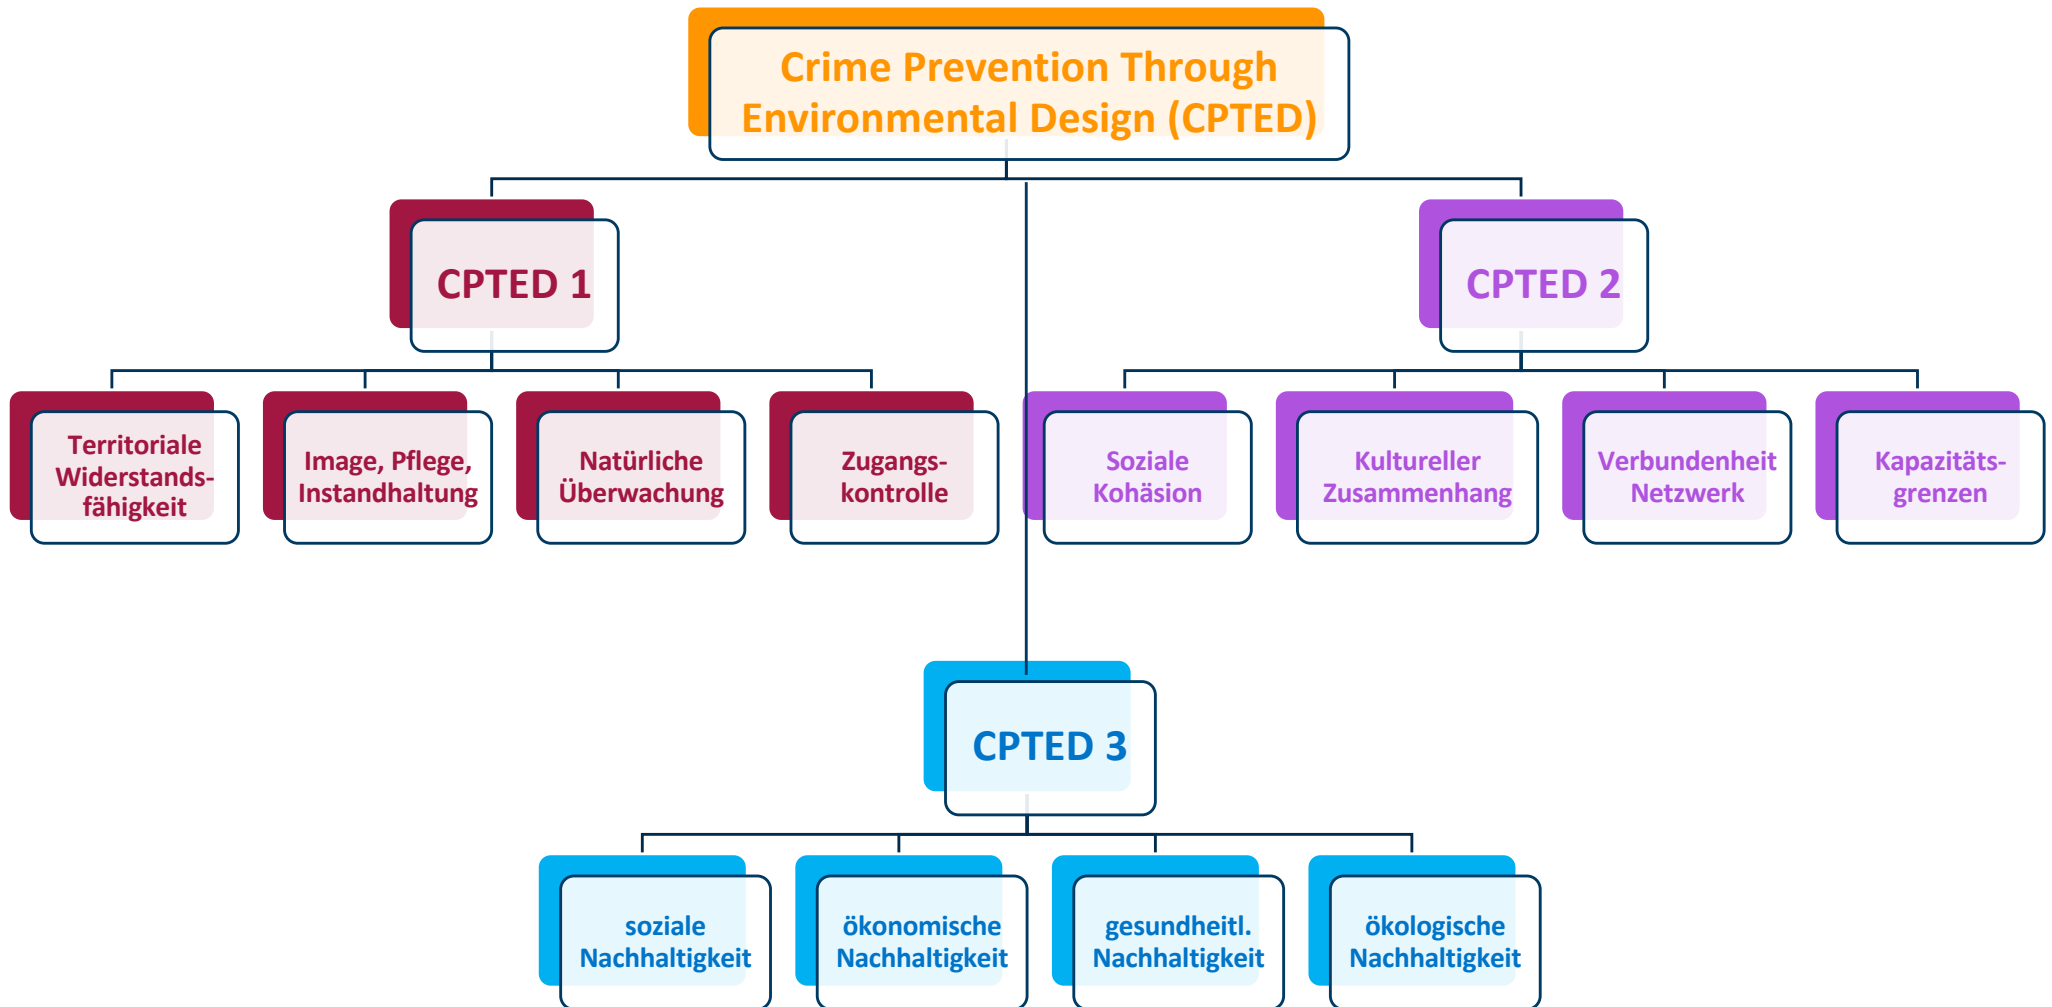 Crime Prevention Through
Environmental Design (CPTED)
CPTED 1
CPTED 2
Territoriale
Widerstands-
fähigkeit
Image, Pflege,
Instandhaltung
Natürliche
Überwachung
Zugangs-
kontrolle
Soziale
Kohäsion
Kultureller
Zusammenhang
Verbundenheit
Netzwerk
Kapazitäts-
grenzen
CPTED 3
soziale
Nachhaltigkeit
ökonomische
Nachhaltigkeit
gesundheitl.
Nachhaltigkeit
ökologische
Nachhaltigkeit